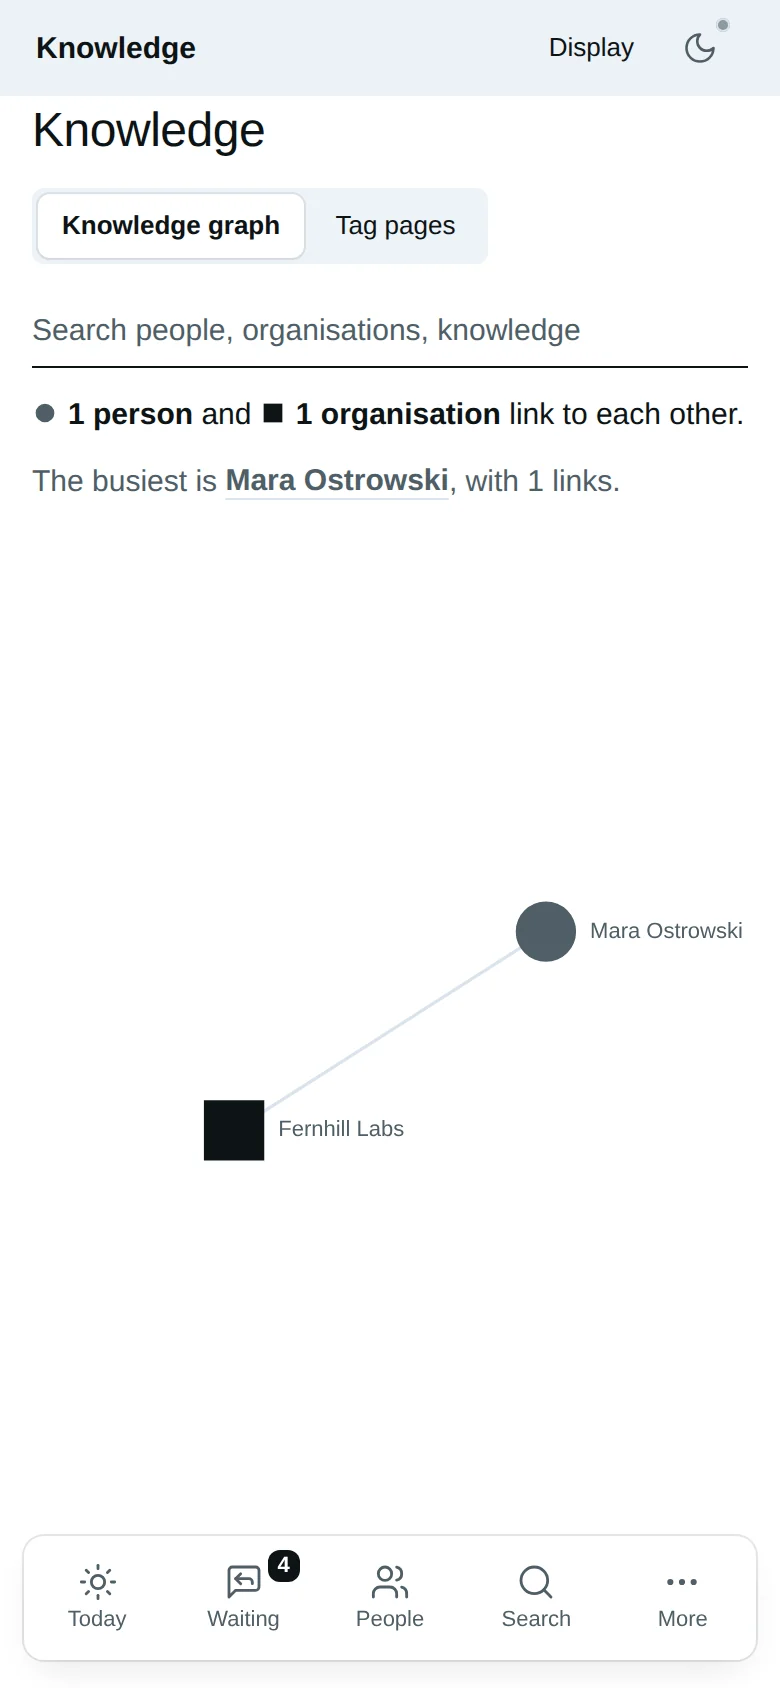 Knowledge Display
Knowledge
Knowledge graph Tag pages
Search people, organisations, knowledge
1 person and 1 organisation link to each other.
The busiest is Mara Ostrowski, with 1 links.
Mara Ostrowski
Fernhill Labs
4
Today Waiting People Search More